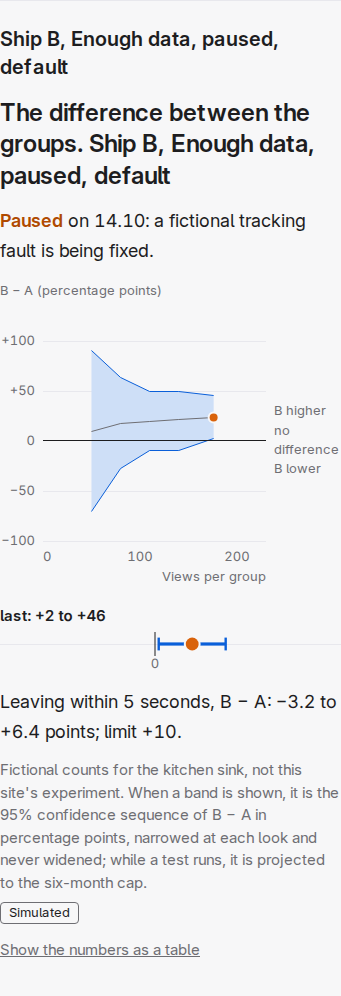 Ship B, Enough data, paused,
default
The difference between the
groups. Ship B, Enough data,
paused, default
Paused on 14.10: a fictional tracking
fault is being fixed.
B − A (percentage points)
+100
+50
0
−50
−100
B higher
no
difference
B lower
0 100 200
Views per group
last: +2 to +46
0
Leaving within 5 seconds, B − A: −3.2 to
+6.4 points; limit +10.
Fictional counts for the kitchen sink, not this
site's experiment. When a band is shown, it is the
95% confidence sequence of B − A in
percentage points, narrowed at each look and
never widened; while a test runs, it is projected
to the six-month cap.
Simulated
Show the numbers as a table